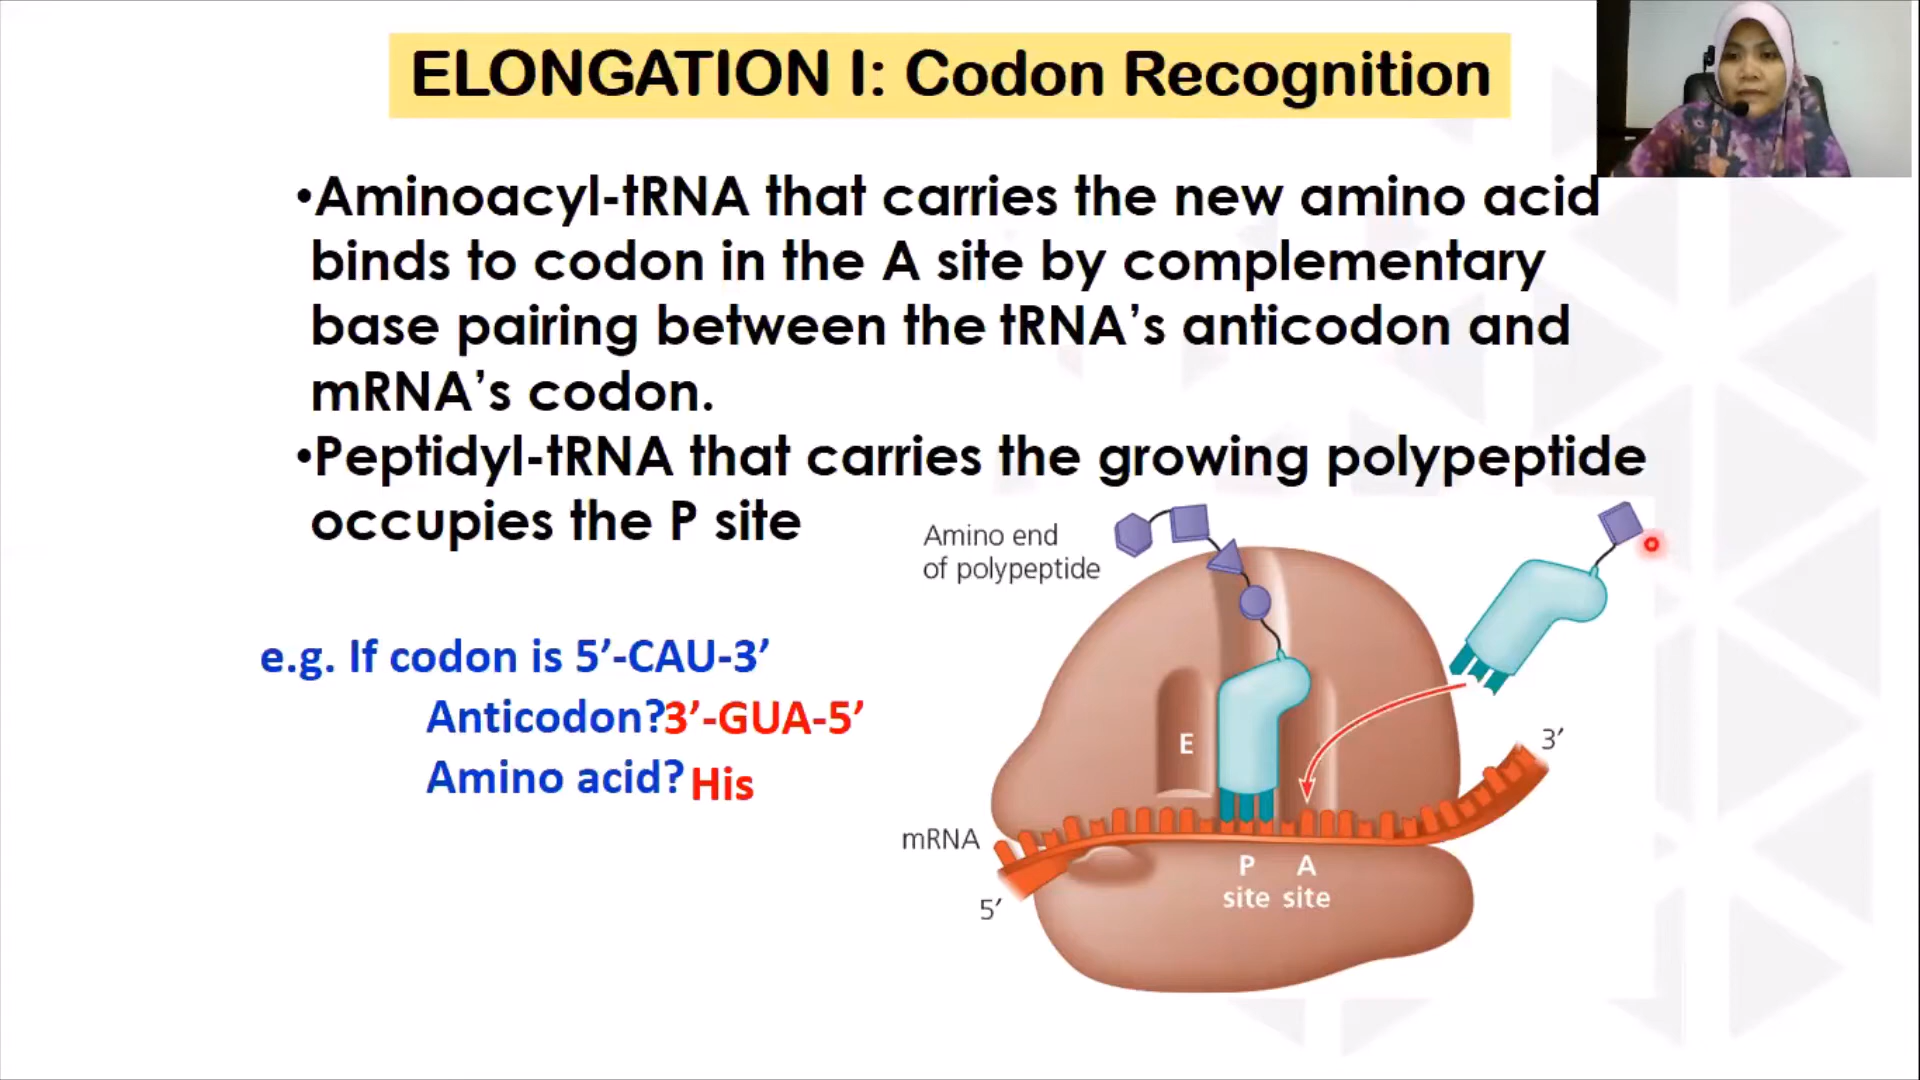 ELONGATION I: Codon Recognition
•Aminoacyl-tRNA that carries the new amino acid
binds to codon in the A site by complementary
base pairing between the tRNA’s anticodon and
mRNA’s codon.
•Peptidyl-tRNA that carries the growing polypeptide
occupies the P site
Amino end
of polypeptide
e.g. If codon is 5’-CAU-3’
Anticodon?3’-GUA-5’
Amino acid? His
E
3′
mRNA
P A
site site
5′